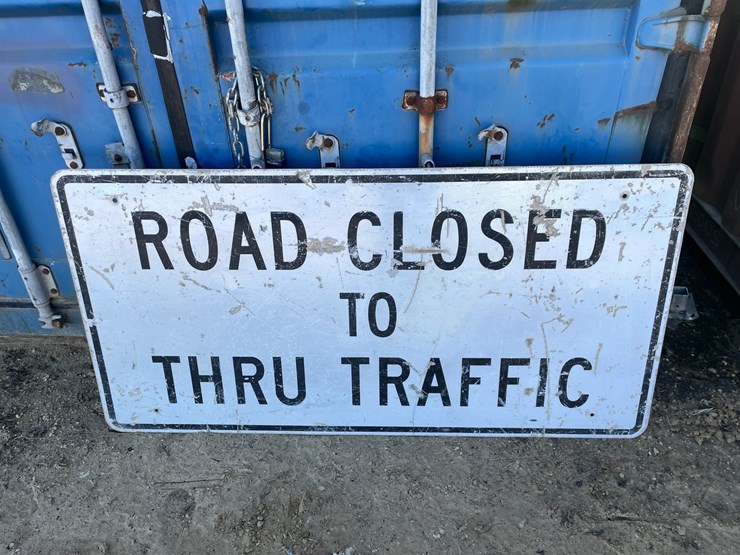 ROAD CLOSED
TO
THRU TRAFFIC